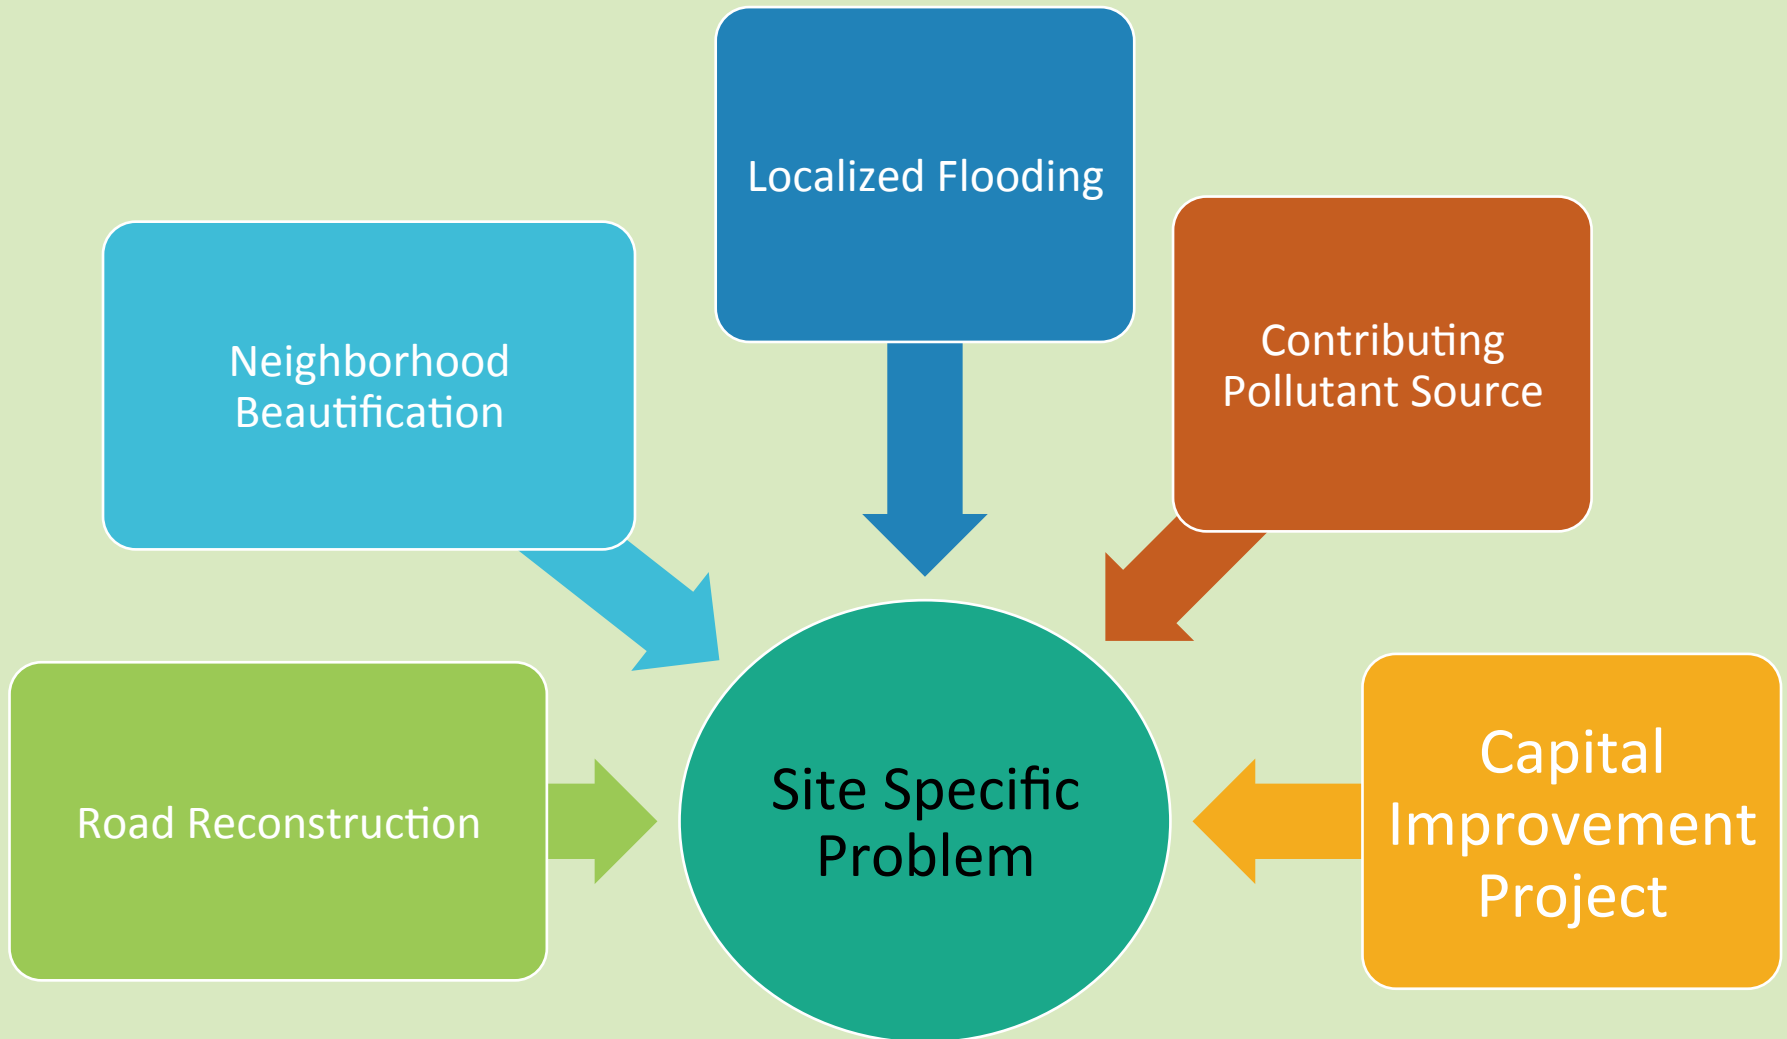 Localized Flooding
Neighborhood
Beautification
Contributing
Pollutant Source
Road Reconstruction
Site Specific
Problem
Capital
Improvement
Project